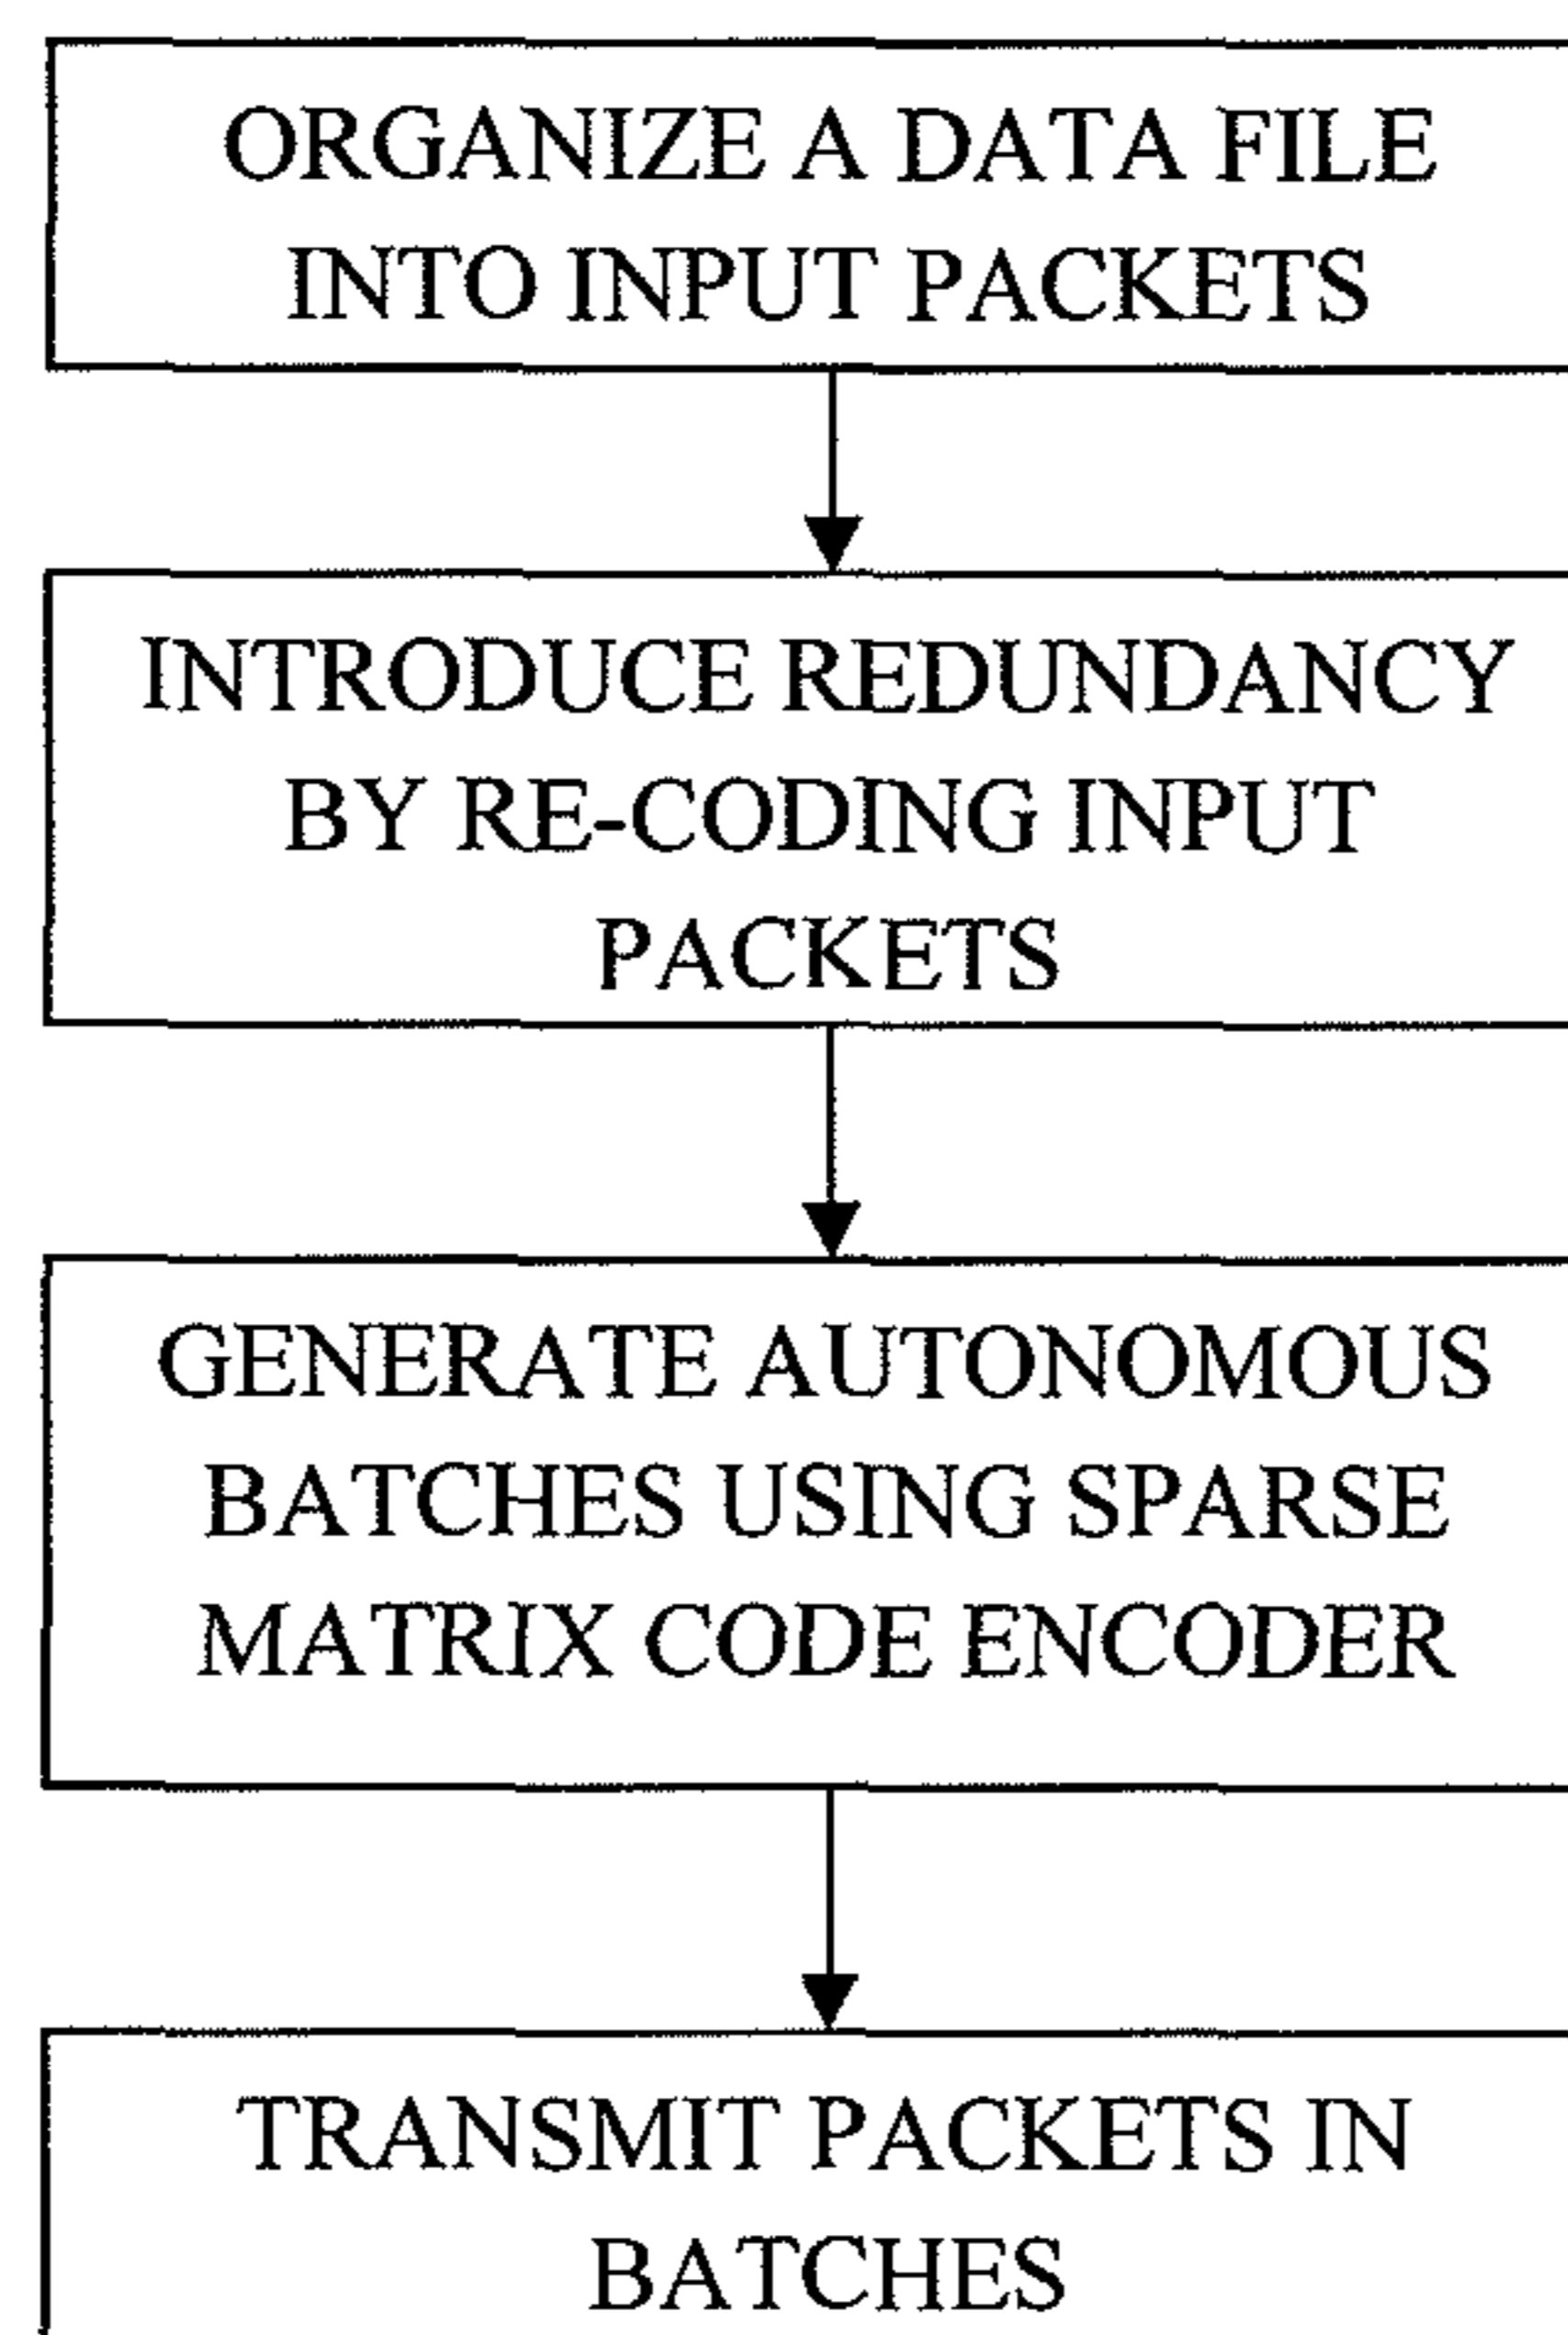 ORGANIZE A DATA FILE
INTO INPUT PACKETS
INTRODUCE REDUNDANCY
BY RE-CODING INPUT
PACKETS
GENERATE AUTONOMOUS
BATCHES USING SPARSE
MATRIX CODE ENCODER
TRANSMIT PACKETS IN
BATCHES